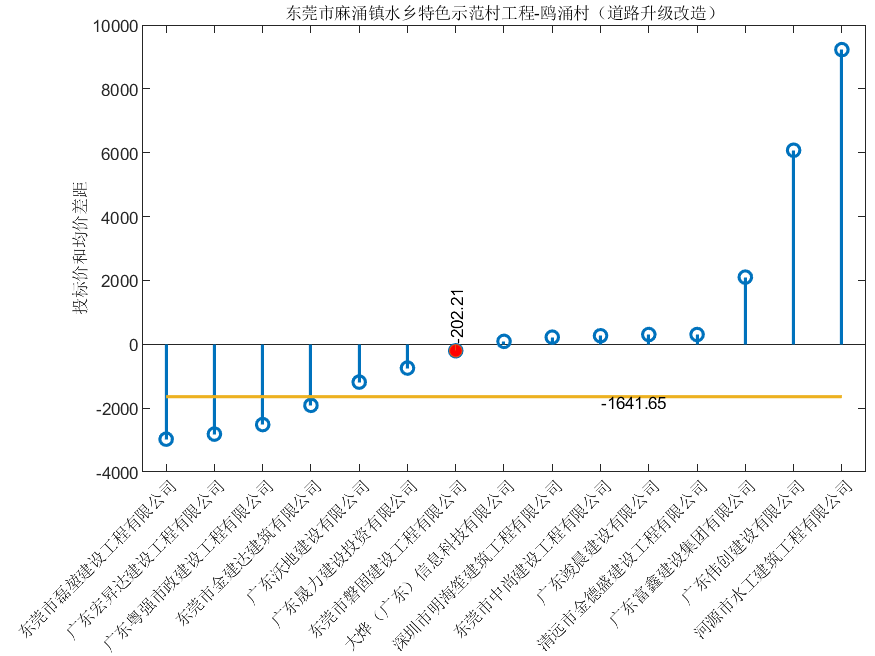 东莞市麻涌镇水乡特色示范村工程-鸥涌村（道路升级改造）
投标价和均价差距
10000
8000
6000
4000
2000
0
-2000
-4000
-202.21
-1641.65
东莞市磊堃建设工程有限公司
广东宏昇达建设工程有限公司
广东粤强市政建设工程有限公司
东莞市金建达建筑有限公司
广东沃地建设有限公司
广东晟力建设投资有限公司
东莞市磐固建设工程有限公司
大烨（广东）信息科技有限公司
深圳市明海笙建筑工程有限公司
东莞市中尚建设工程有限公司
广东竣晨建设有限公司
清远市金德盛建设工程有限公司
广东富鑫建设集团有限公司
广东伟创建设有限公司
河源市水工建筑工程有限公司